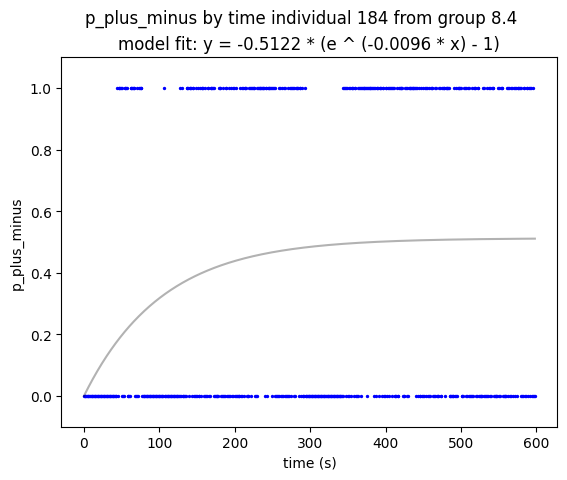 p_plus_minus by time individual 184 from group 8.4
model fit: y = -0.5122 * (e ^ (-0.0096 * x) - 1)
1.0
0.8
0.6
0.4
0.2
0.0
p_plus_minus
0 100 200 300 400 500 600
time (s)